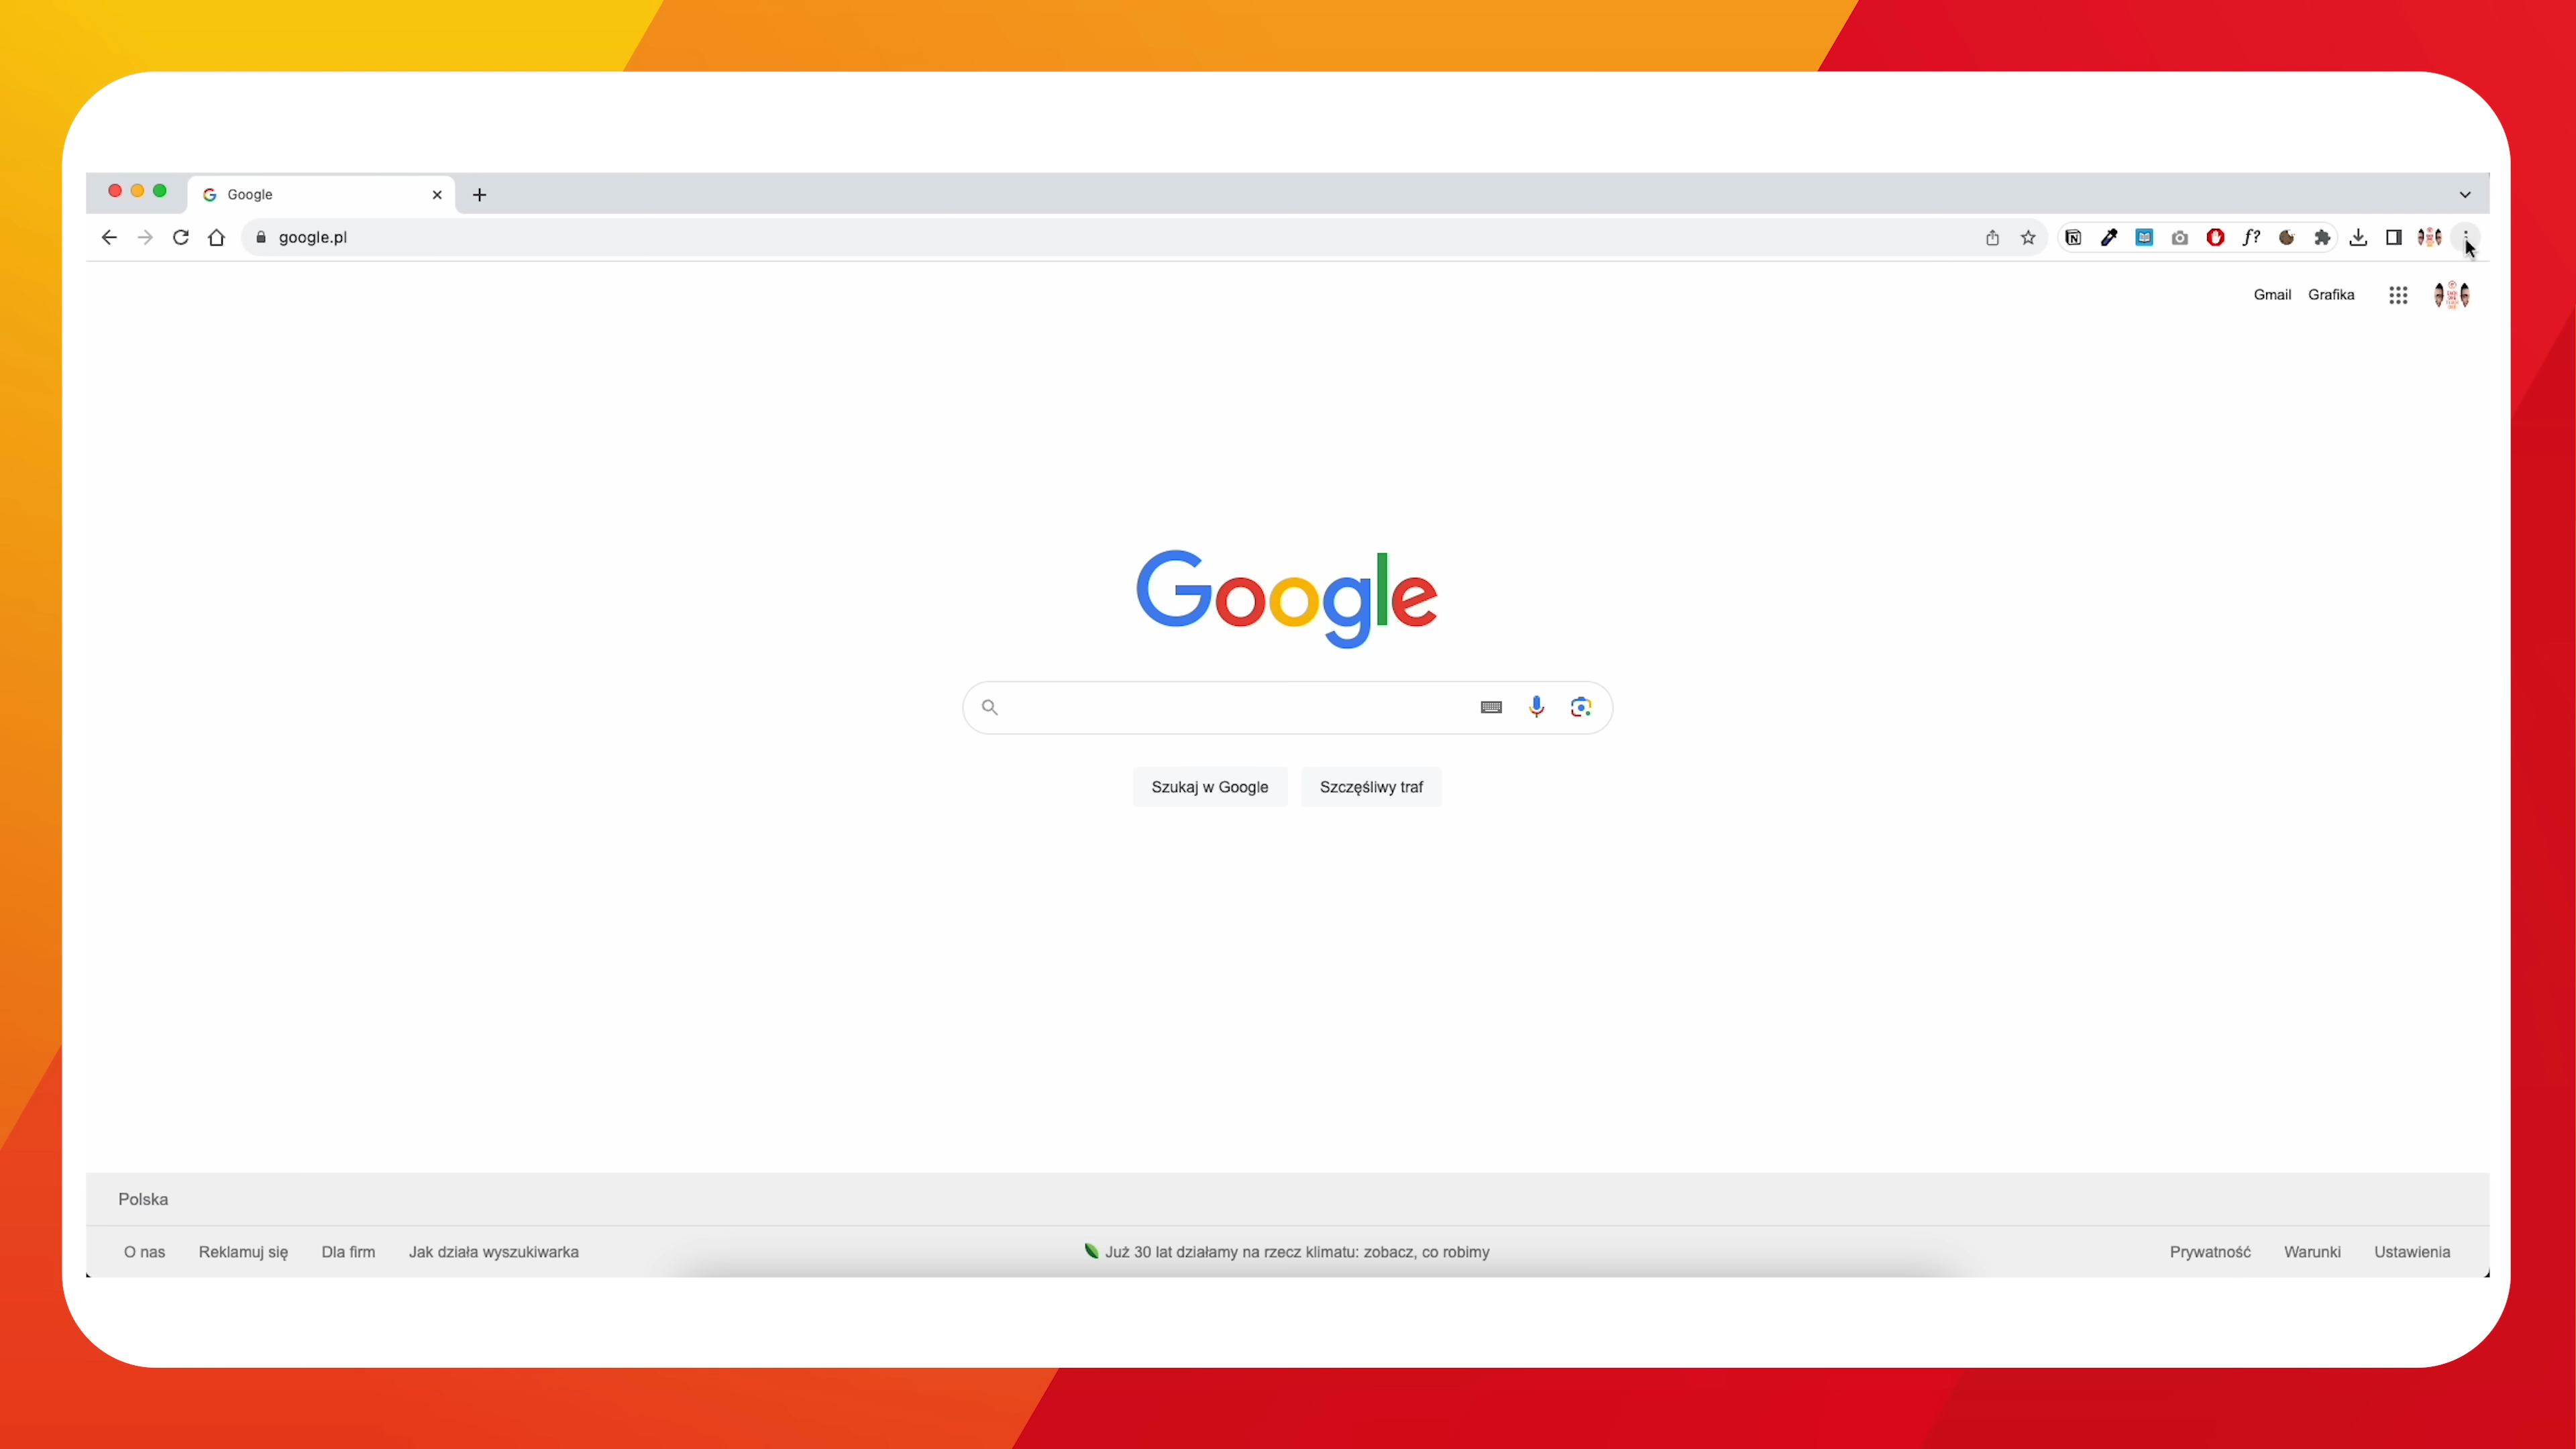 Google
google.pl
f?
Gmail Grafika
Google
Szukaj w Google Szczęśliwy traf
Polska
O nas Reklamuj się Dla firm Jak działa wyszukiwarka Już 30 lat działamy na rzecz klimatu: zobacz, co robimy Prywatność Warunki Ustawienia